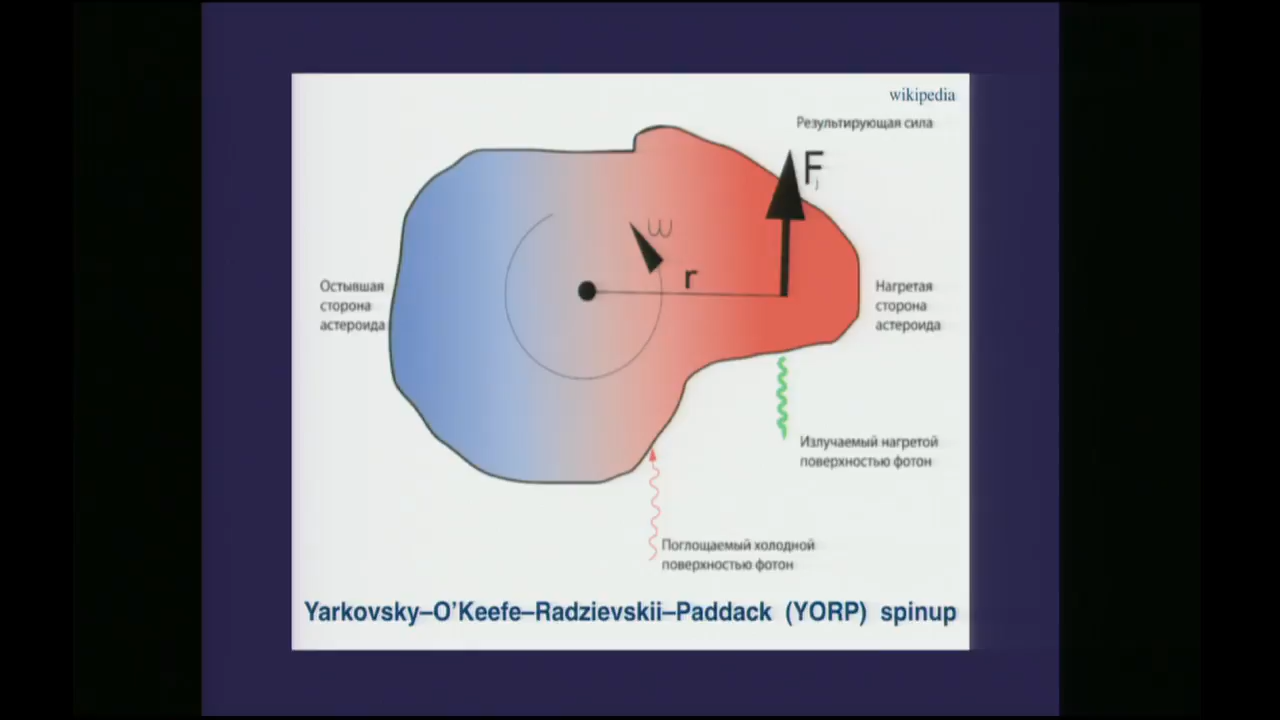 wikipedia
Результирующая сила
Fj
ω
r
Остывшая
сторона
астероида
Нагретая
сторона
астероида
Излучаемый нагретой
поверхностью фотон
Поглощаемый холодной
поверхностью фотон
Yarkovsky–O’Keefe–Radzievskii–Paddack (YORP) spinup